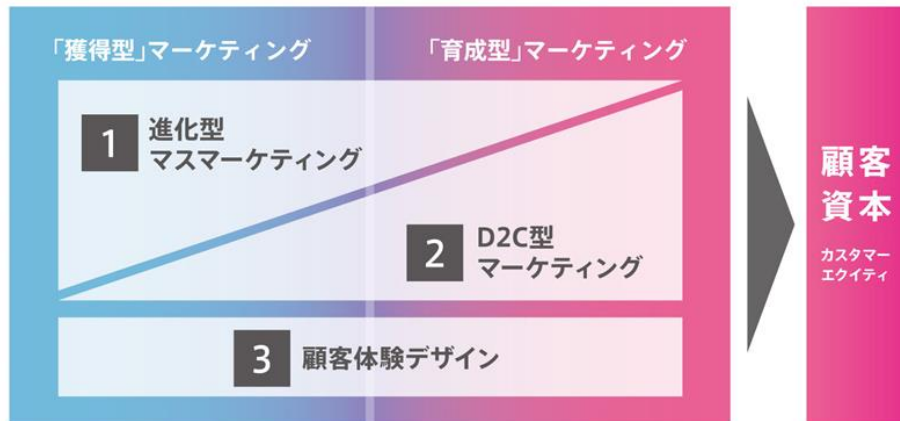 「獲得型」マーケティング
「育成型」マーケティング
1
進化型
マスマーケティング
2
D2C型
マーケティング
3
顧客体験デザイン
顧客
資本
カスタマー
エクイティ